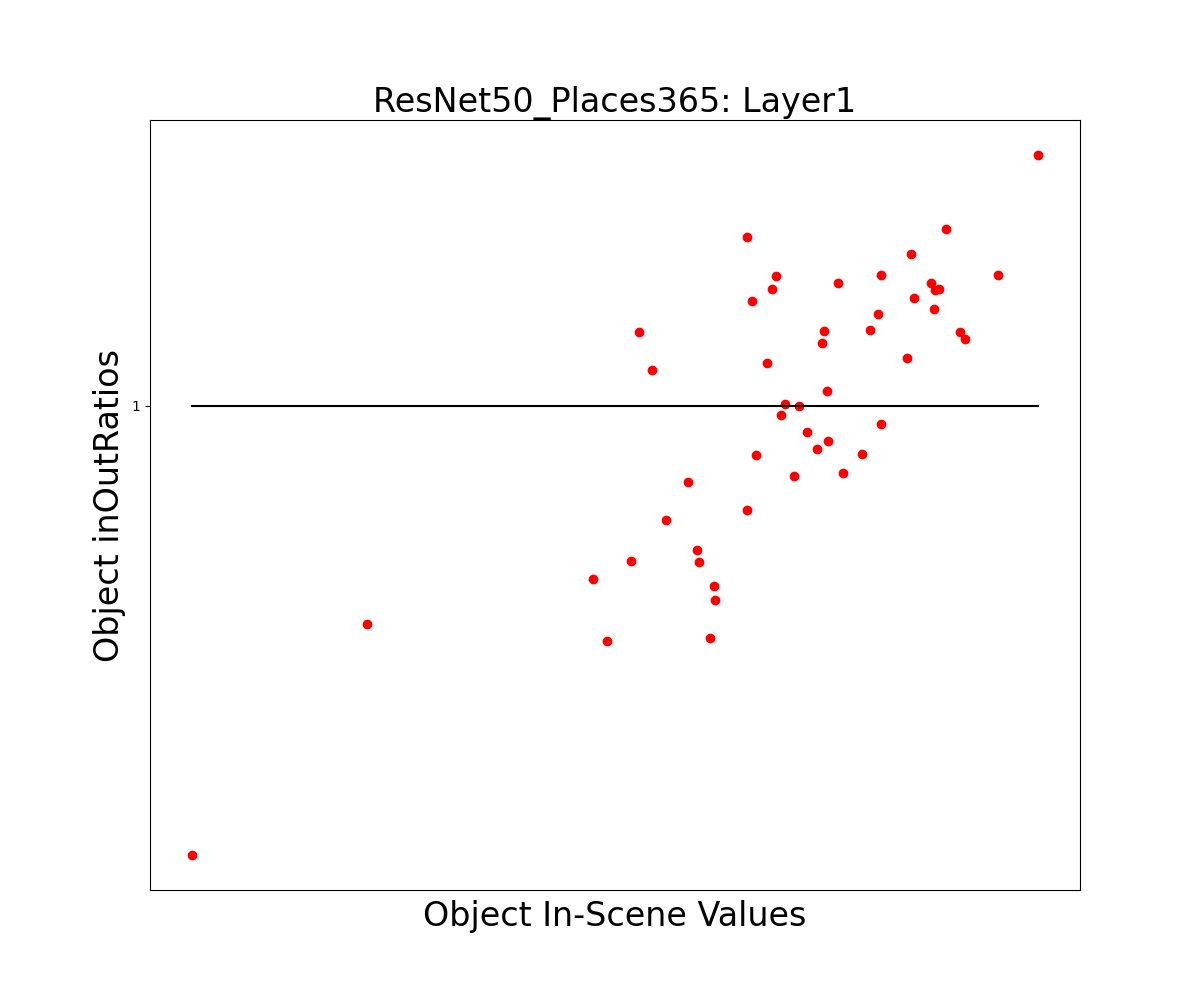 ResNet50_Places365: Layer1
Object inOutRatios
1
Object In-Scene Values